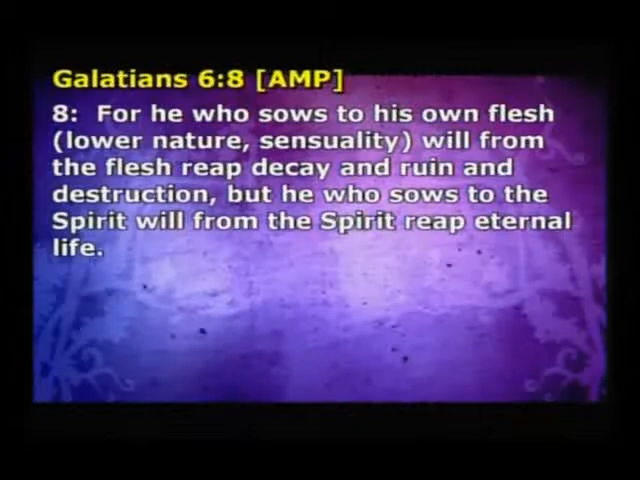 Galatians 6:8 [AMP]
8:  For he who sows to his own flesh
(lower nature, sensuality) will from
the flesh reap decay and ruin and
destruction, but he who sows to the
Spirit will from the Spirit reap eternal
life.